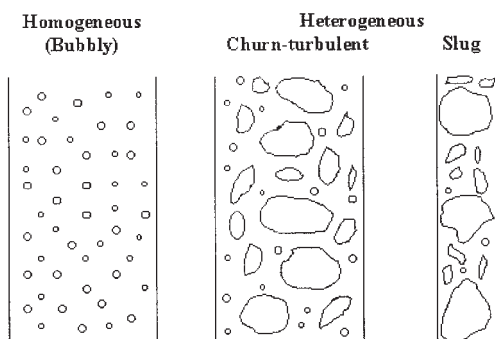 Homogeneous
(Bubbly)
Heterogeneous
Churn-turbulent
Slug